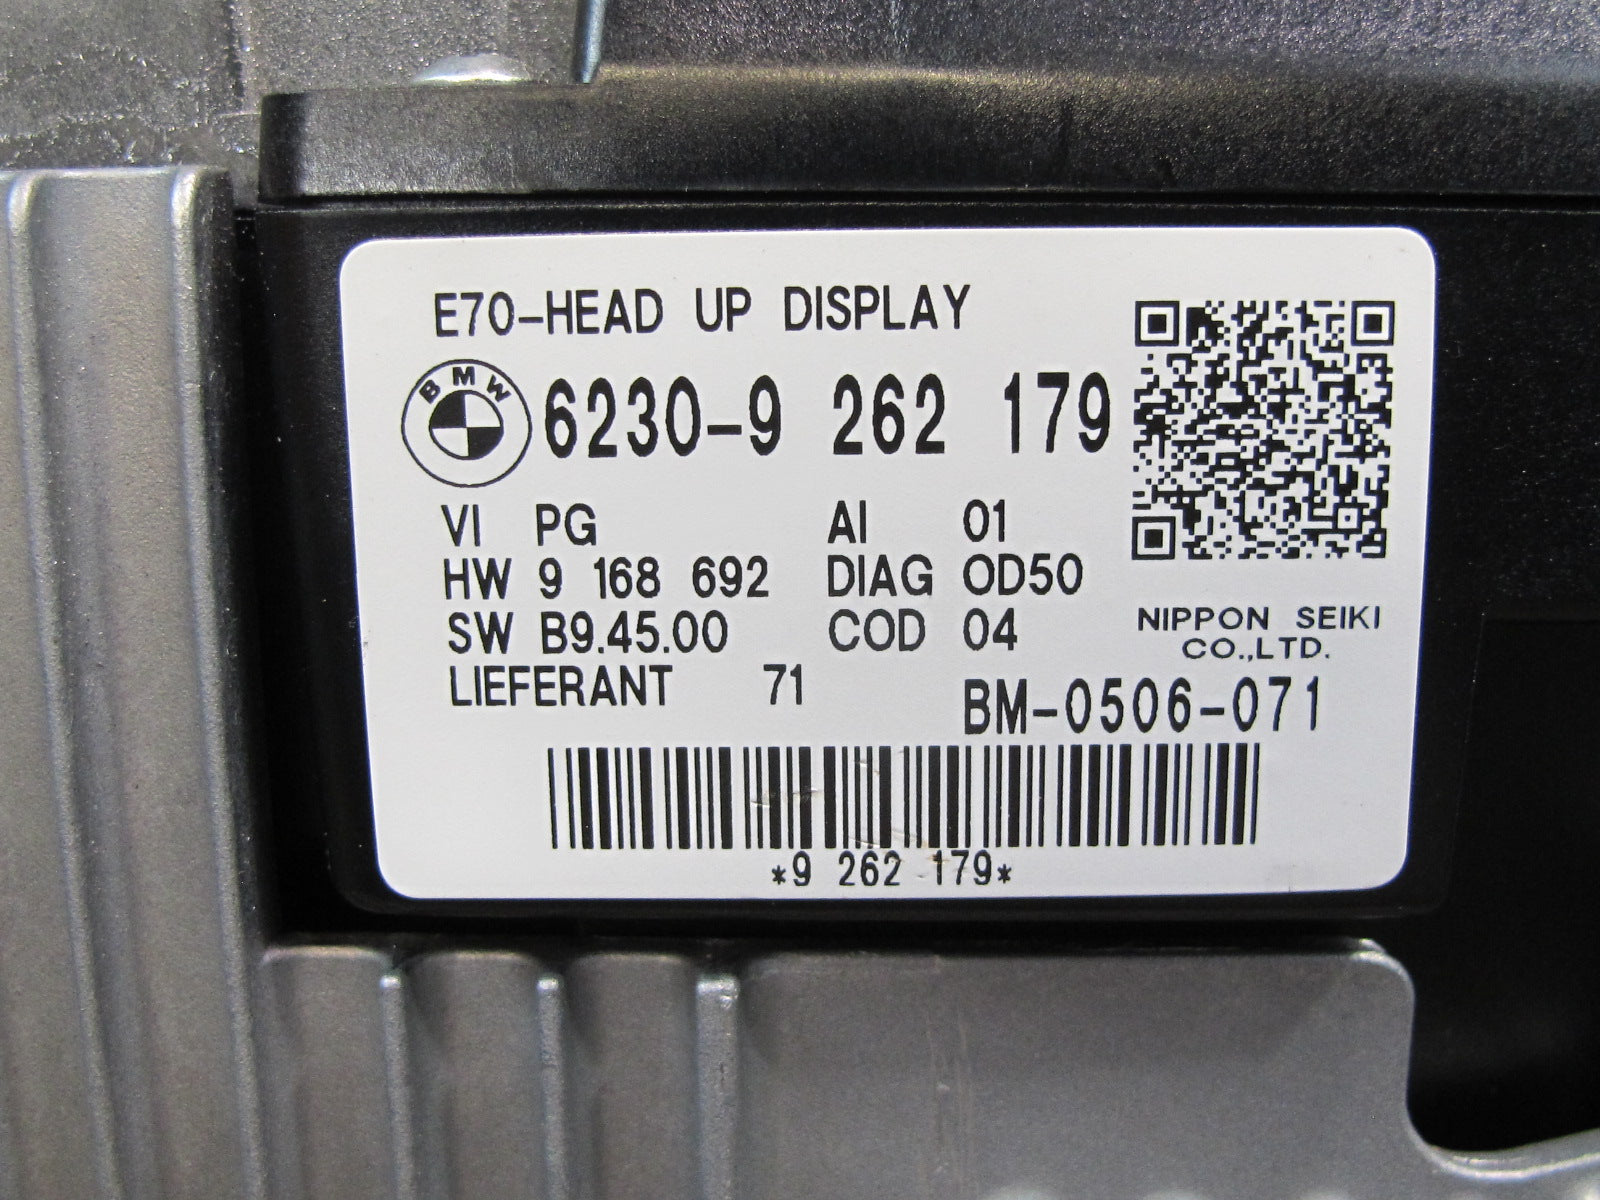 E70-HEAD UP DISPLAY
BMW
6230-9 262 179
VI PG AI 01
HW 9 168 692 DIAG 0D50
SW B9.45.00 COD 04
LIEFERANT 71
NIPPON SEIKI
CO.,LTD.
BM-0506-071
*9 262 179*